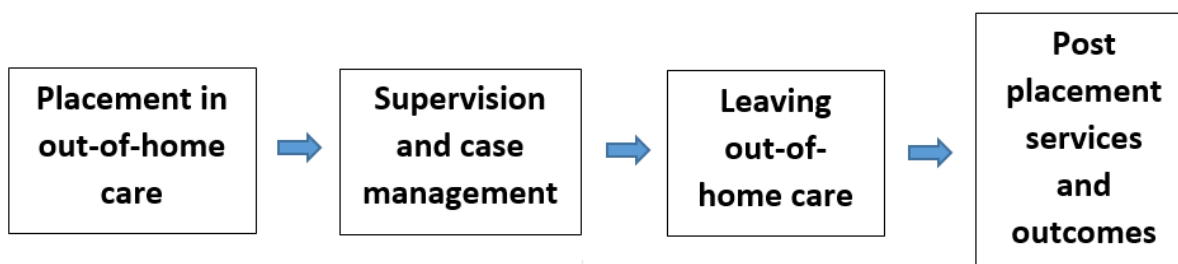 Placement in
out-of-home
care
Supervision
and case
management
Leaving
out-of-
home care
Post
placement
services
and
outcomes